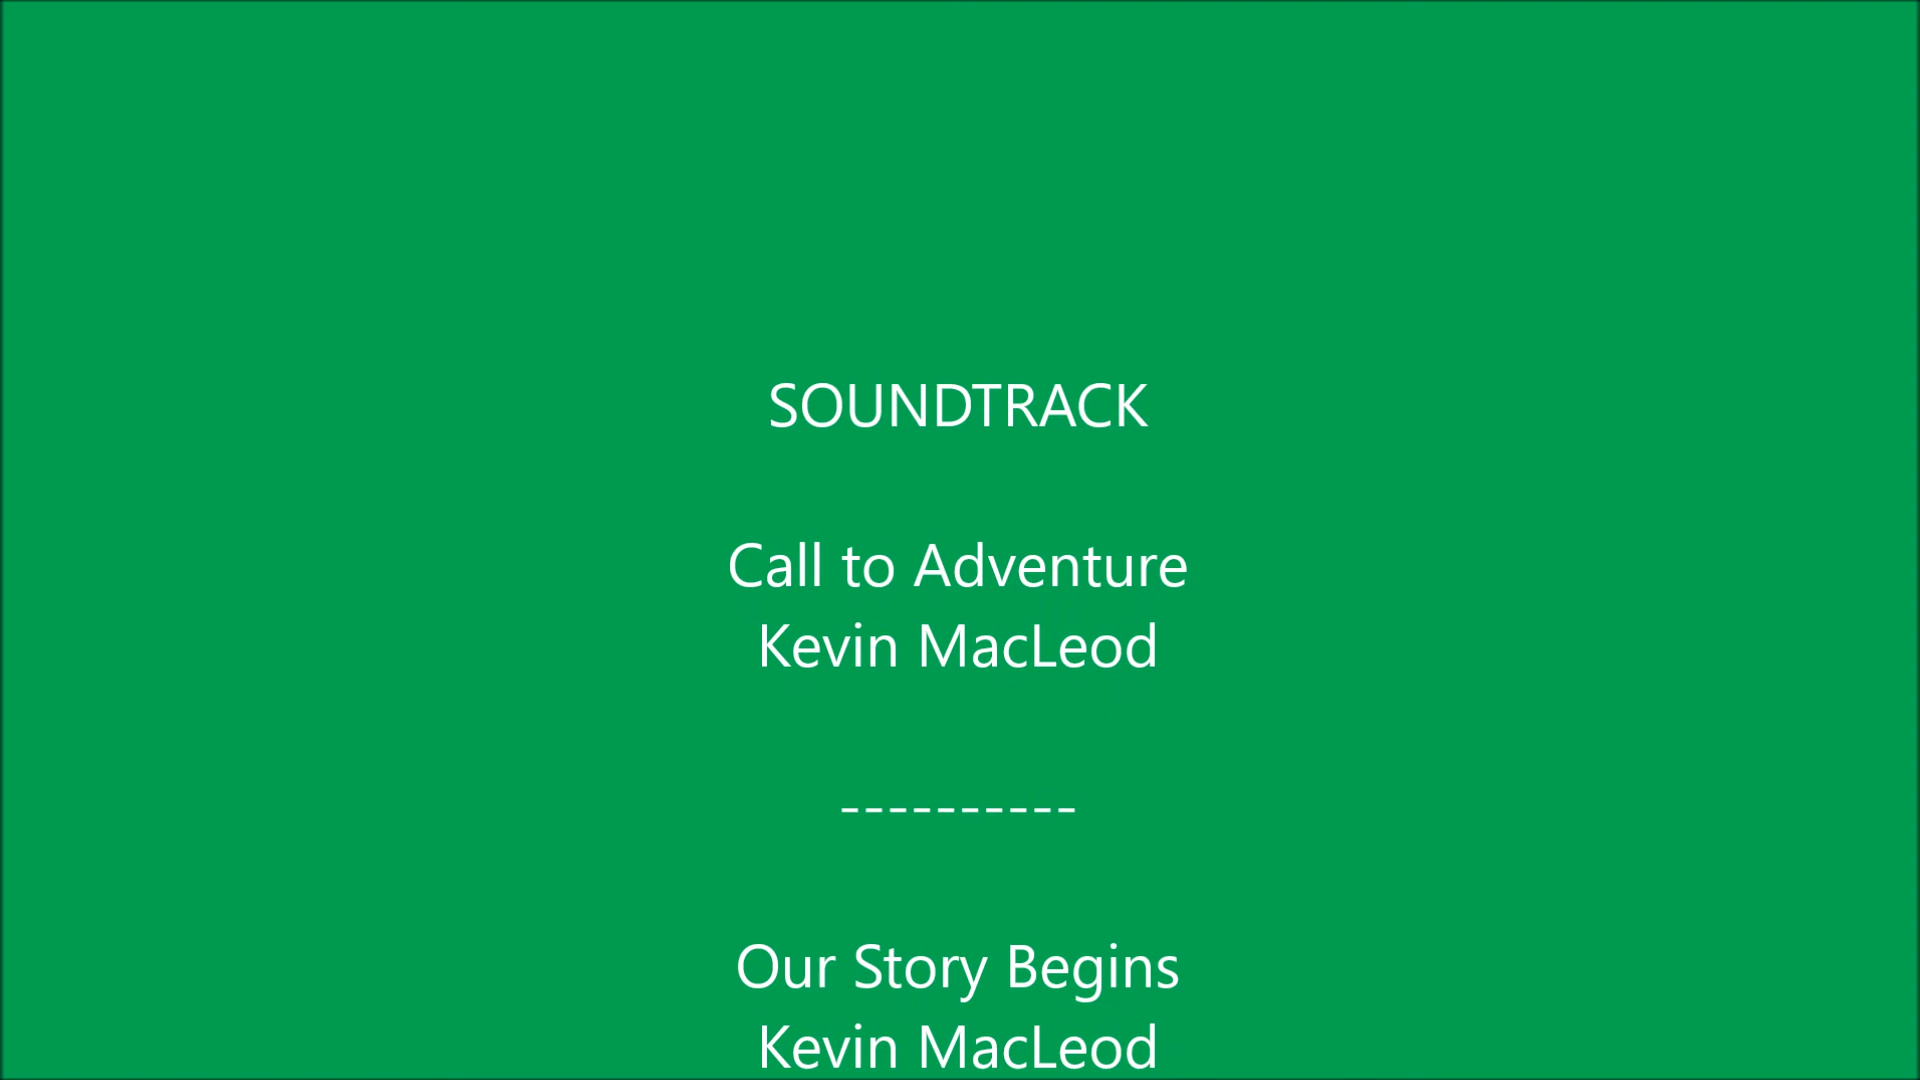 SOUNDTRACK
Call to Adventure
Kevin MacLeod
----------
Our Story Begins
Kevin MacLeod